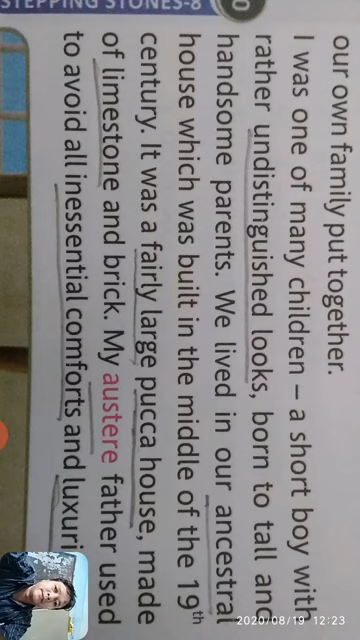 STEPPING STONES-8
our own family put together.
I was one of many children – a short boy with
rather undistinguished looks, born to tall and
handsome parents. We lived in our ancestral
house which was built in the middle of the 19th
century. It was a fairly large pucca house, made
of limestone and brick. My austere father used
to avoid all inessential comforts and
2020/08/19 12:23